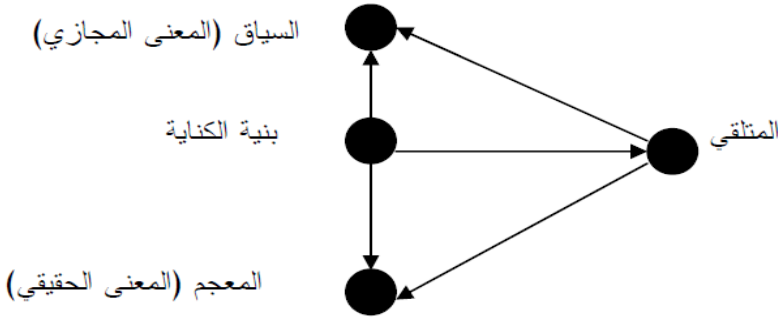 السياق (المعنى المجازي)
بنية الكناية
المتلقي
المعجم (المعنى الحقيقي)